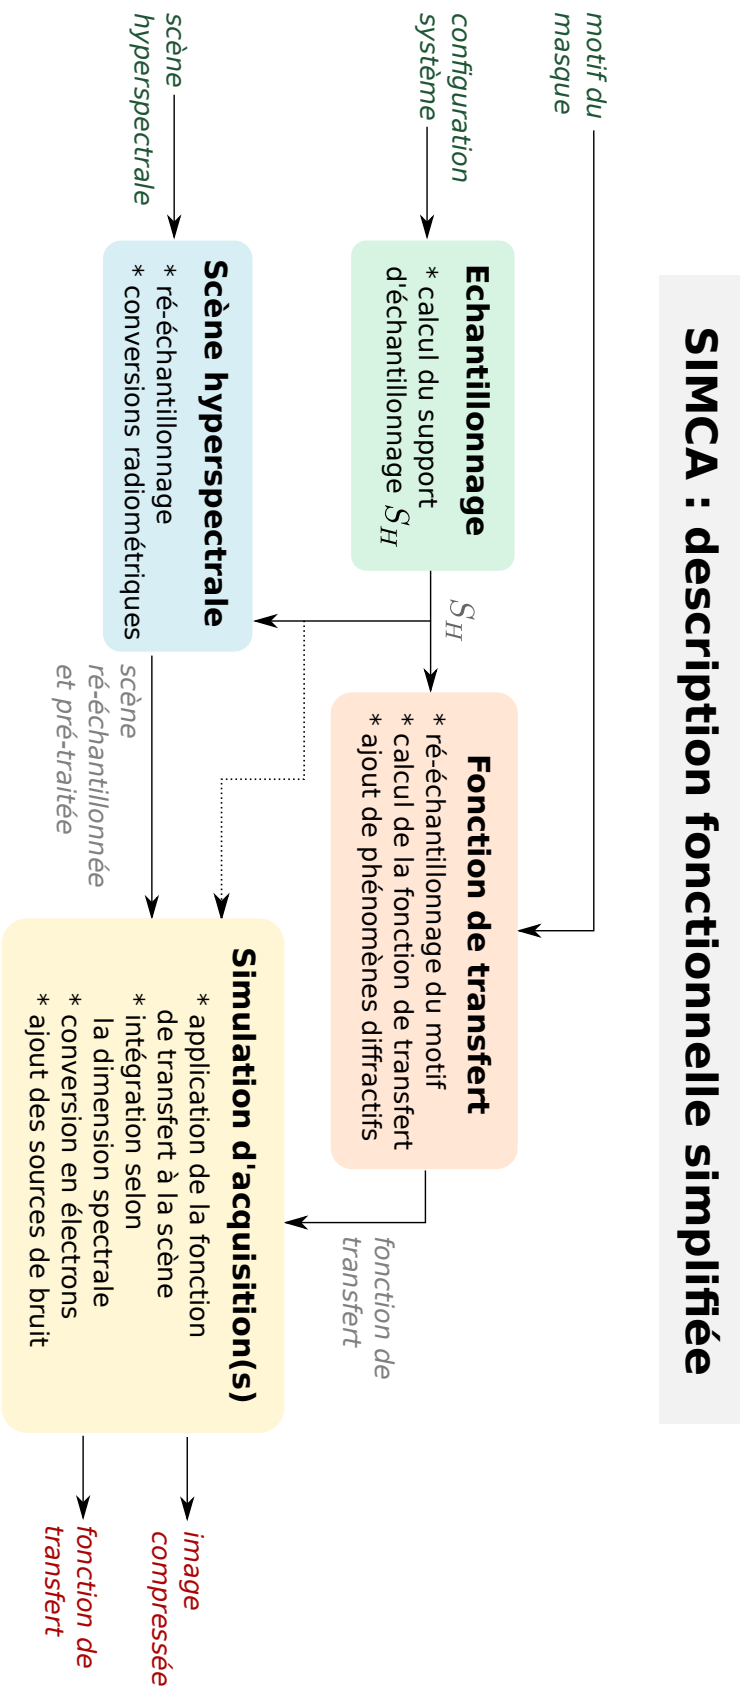 SIMCA : description fonctionnelle simplifiée
motif du
masque
configuration
système
Echantillonnage
* calcul du support
d'échantillonnage S_H
S_H
Fonction de transfert
* ré-échantillonnage du motif
* calcul de la fonction de transfert
* ajout de phénomènes diffractifs
fonction de
transfert
scène
hyperspectrale
Scène hyperspectrale
* ré-échantillonnage
* conversions radiométriques
scène
ré-échantillonnée
et pré-traitée
Simulation d'acquisition(s)
* application de la fonction
de transfert à la scène
* intégration selon
la dimension spectrale
* conversion en électrons
* ajout des sources de bruit
image
compressée
fonction de
transfert